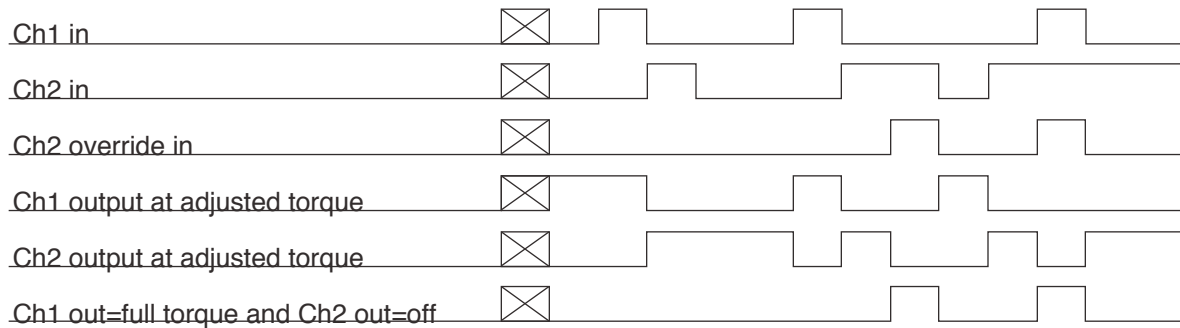 Ch1 in
Ch2 in
Ch2 override in
Ch1 output at adjusted torque
Ch2 output at adjusted torque
Ch1 out=full torque and Ch2 out=off